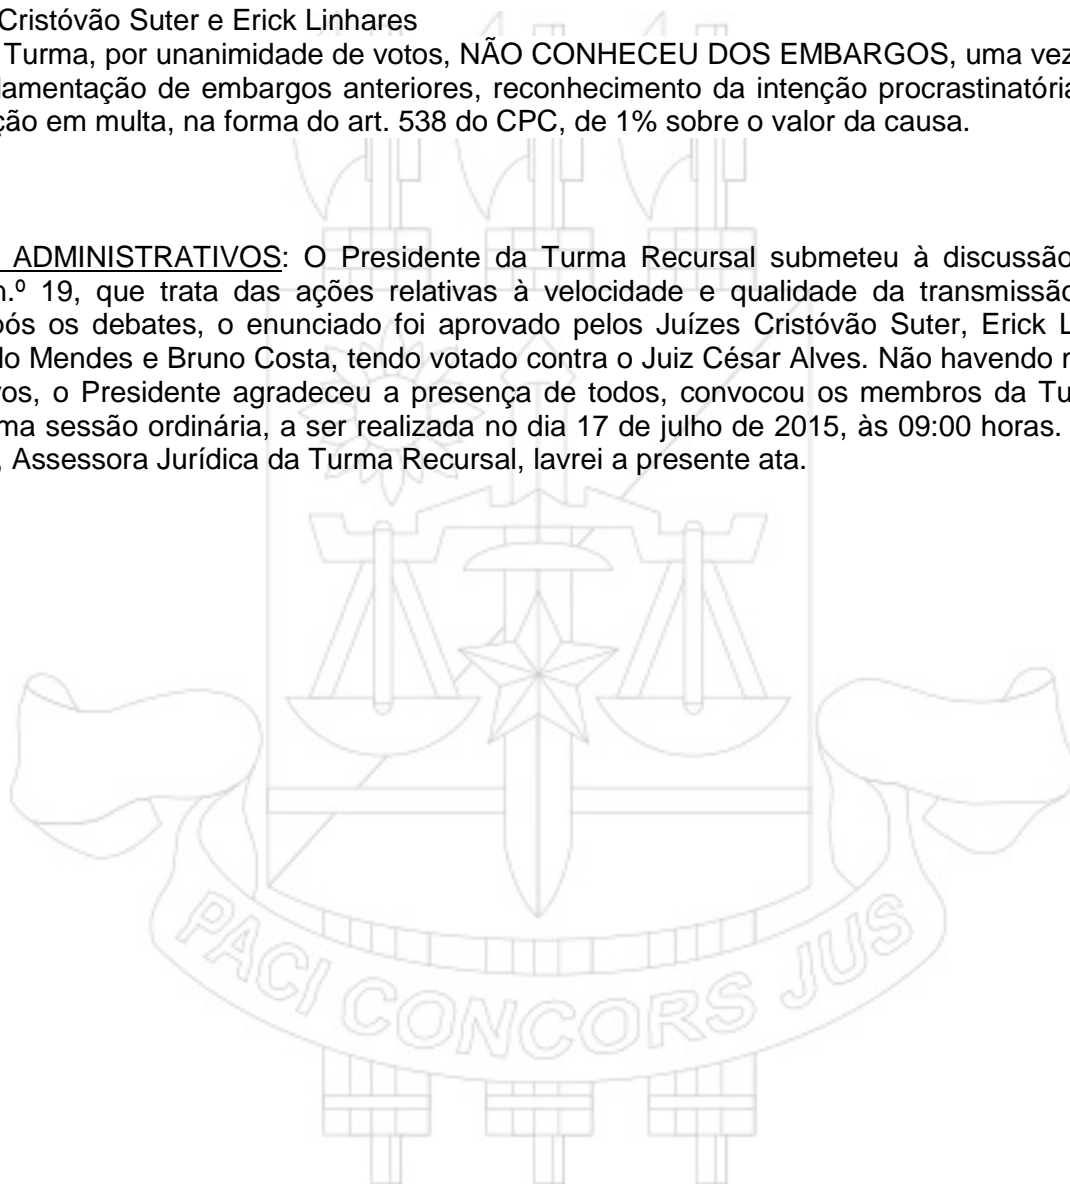 Cristóvão Suter e Erick Linhares
Turma, por unanimidade de votos, NÃO CONHECEU DOS EMBARGOS, uma vez
lamentação de embargos anteriores, reconhecimento da intenção procrastinatória
ção em multa, na forma do art. 538 do CPC, de 1% sobre o valor da causa.
ADMINISTRATIVOS: O Presidente da Turma Recursal submeteu à discussão
n.º 19, que trata das ações relativas à velocidade e qualidade da transmissão
pós os debates, o enunciado foi aprovado pelos Juízes Cristóvão Suter, Erick L
do Mendes e Bruno Costa, tendo votado contra o Juiz César Alves. Não havendo
vos, o Presidente agradeceu a presença de todos, convocou os membros da Tu
ma sessão ordinária, a ser realizada no dia 17 de julho de 2015, às 09:00 horas.
, Assessora Jurídica da Turma Recursal, lavrei a presente ata.
PACI CONCORS JUS